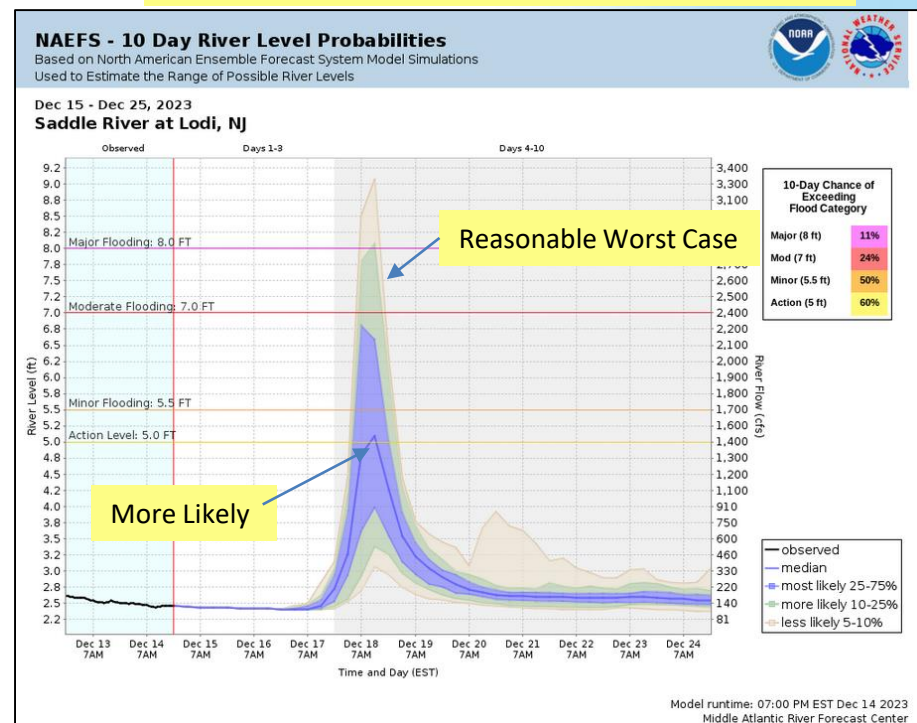 NAEFS - 10 Day River Level Probabilities
Based on North American Ensemble Forecast System Model Simulations
Used to Estimate the Range of Possible River Levels
NOAA
Dec 15 - Dec 25, 2023
Saddle River at Lodi, NJ
Observed
Days 1-3
Days 4-10
River Level (ft)
9.2
9.0
8.8
8.5
8.2
8.0
7.8
7.5
7.2
7.0
6.8
6.5
6.2
6.0
5.8
5.5
5.2
5.0
4.8
4.5
4.2
4.0
3.8
3.5
3.2
3.0
2.8
2.5
2.2
Major Flooding: 8.0 FT
Moderate Flooding: 7.0 FT
Minor Flooding: 5.5 FT
Action Level: 5.0 FT
Reasonable Worst Case
More Likely
3,400
3,300
3,100
2,700
2,600
2,500
2,400
2,200
2,100
2,000
1,900
1,800
1,700
1,600
1,400
1,300
1,200
1,100
910
750
600
460
330
220
140
81
River Flow (cfs)
Dec 13 Dec 14 Dec 15 Dec 16 Dec 17 Dec 18 Dec 19 Dec 20 Dec 21 Dec 22 Dec 23 Dec 24
7AM 7AM 7AM 7AM 7AM 7AM 7AM 7AM 7AM 7AM 7AM 7AM
Time and Day (EST)
10-Day Chance of
Exceeding
Flood Category
Major (8 ft) 11%
Mod (7 ft) 24%
Minor (5.5 ft) 50%
Action (5 ft) 60%
observed
median
most likely 25-75%
more likely 10-25%
less likely 5-10%
Model runtime: 07:00 PM EST Dec 14 2023
Middle Atlantic River Forecast Center